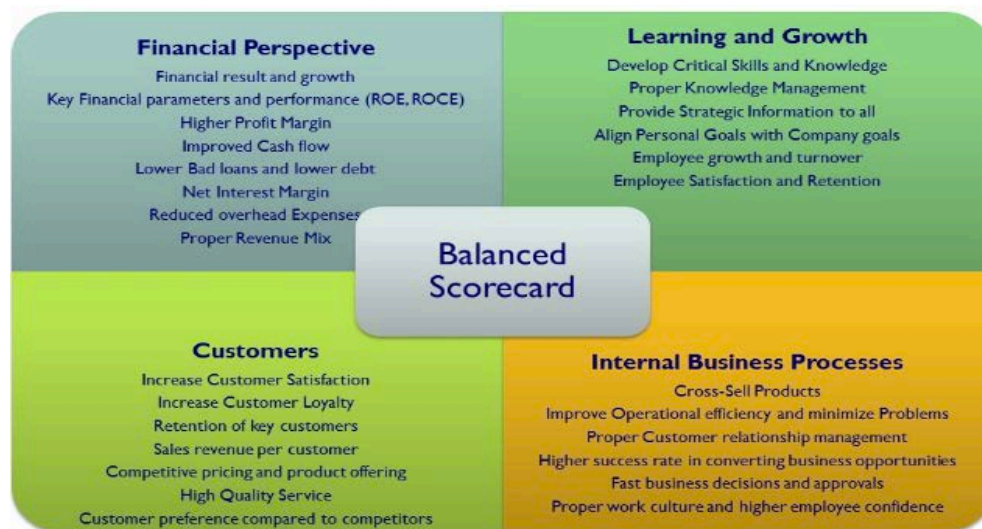 Financial Perspective
Financial result and growth
Key Financial parameters and performance (ROE, ROCE)
Higher Profit Margin
Improved Cash flow
Lower Bad loans and lower debt
Net Interest Margin
Reduced overhead Expenses
Proper Revenue Mix
Learning and Growth
Develop Critical Skills and Knowledge
Proper Knowledge Management
Provide Strategic Information to all
Align Personal Goals with Company goals
Employee growth and turnover
Employee Satisfaction and Retention
Balanced
Scorecard
Customers
Increase Customer Satisfaction
Increase Customer Loyalty
Retention of key customers
Sales revenue per customer
Competitive pricing and product offering
High Quality Service
Customer preference compared to competitors
Internal Business Processes
Cross-Sell Products
Improve Operational efficiency and minimize Problems
Proper Customer relationship management
Higher success rate in converting business opportunities
Fast business decisions and approvals
Proper work culture and higher employee confidence